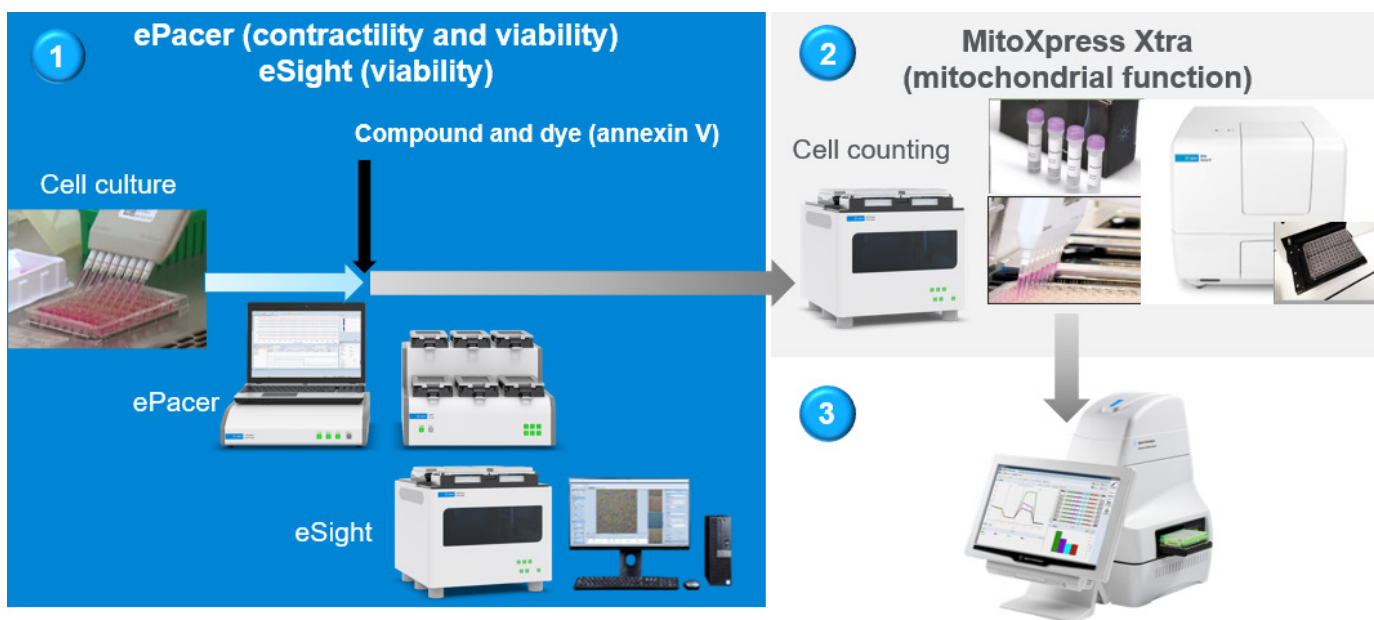 1
ePacer (contractility and viability)
eSight (viability)
Compound and dye (annexin V)
Cell culture
ePacer
eSight
2
MitoXpress Xtra
(mitochondrial function)
Cell counting
3